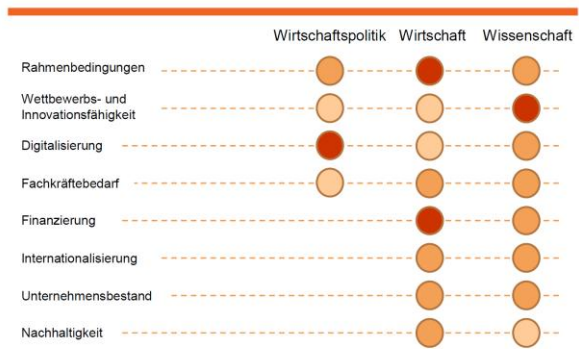 Wirtschaftspolitik Wirtschaft Wissenschaft
Rahmenbedingungen
Wettbewerbs- und
Innovationsfähigkeit
Digitalisierung
Fachkräftebedarf
Finanzierung
Internationalisierung
Unternehmensbestand
Nachhaltigkeit